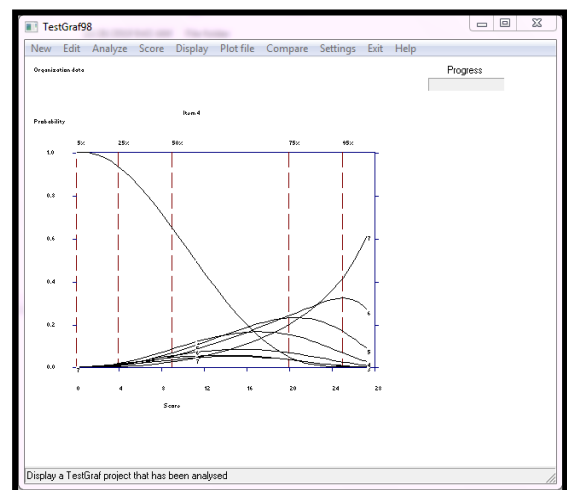 TestGraf98
New Edit Analyze Score Display Plot file Compare Settings Exit Help
Organization data
Progress
Item 4
Probability
5% 25% 50% 75% 95%
1.0
0.8
7
0.6
0.4
6
0.2
5
4
0.0
0 4 8 12 16 20 24 28
Score
Display a TestGraf project that has been analysed